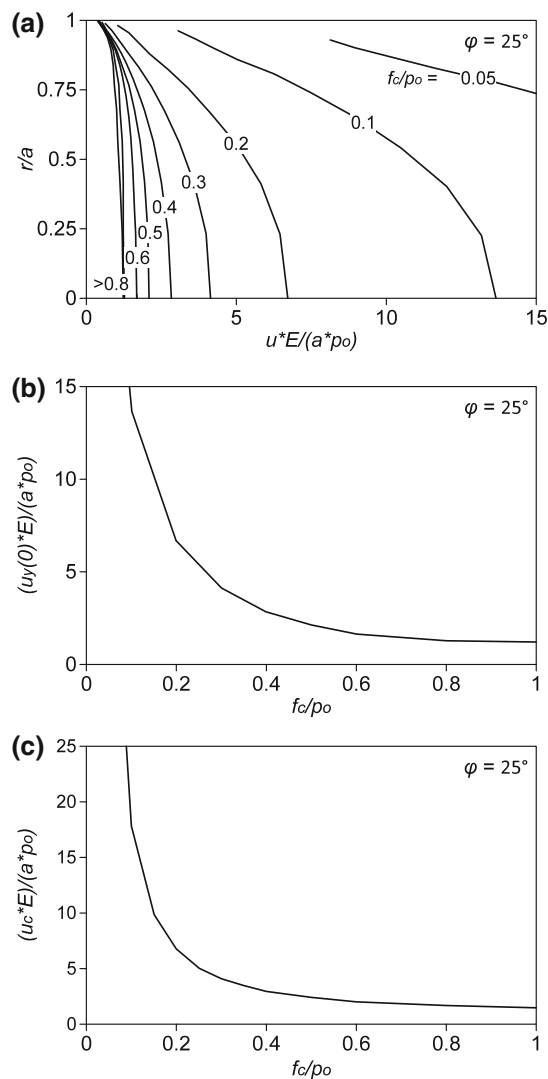 (a)
1
φ = 25°
fc/po = 0.05
0.75
0.1
r/a
0.2
0.5
0.3
0.4
0.25
0.5
0.6
>0.8
0
0 5 10 15
u*E/(a*po)
(b)
15
φ = 25°
10
(uy(0)*E)/(a*po)
5
0
0 0.2 0.4 0.6 0.8 1
fc/po
(c)
25
φ = 25°
20
15
(uc*E)/(a*po)
10
5
0
0 0.2 0.4 0.6 0.8 1
fc/po